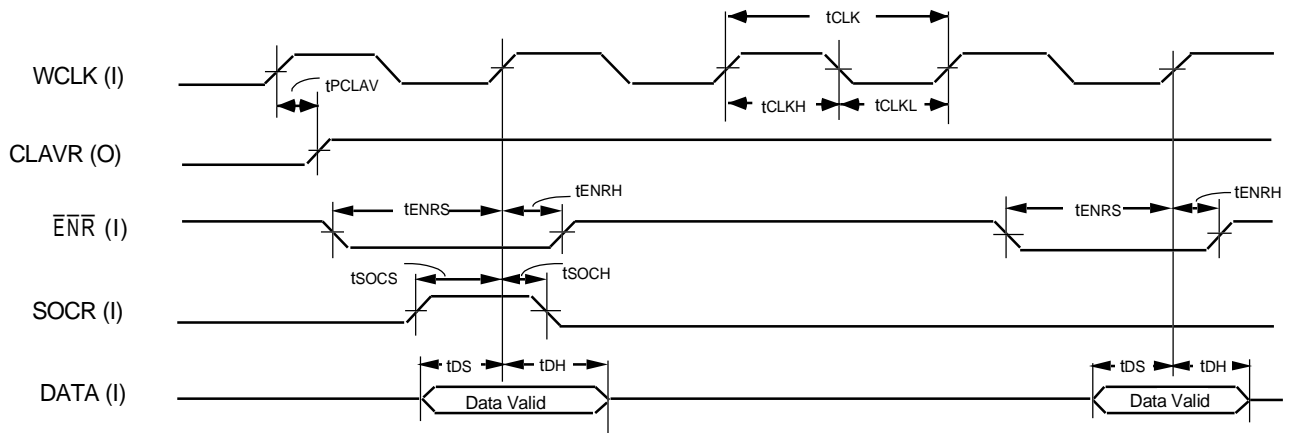 tCLK
WCLK (I)
tPCLAV
tCLKH
tCLKL
CLAVR (O)
tENRH
tENRH
tENRS
tENRS
E̅N̅R̅ (I)
tSOCS
tSOCH
SOCR (I)
tDS
tDH
tDS
tDH
DATA (I)
Data Valid
Data Valid